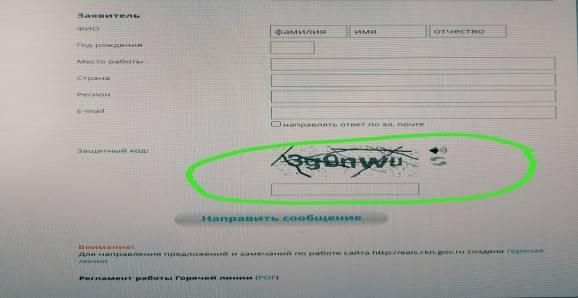 Заявитель
ФИО фамилия имя отчество
Год рождения
Место работы
Страна
Регион
E-mail
направлять ответ по эл. почте
Защитный код:
Направить сообщение
Внимание!
Для направления предложений и замечаний по работе сайта http://eais.rkn.gov.ru создана Горячая
линия
Регламент работы Горячей линии (PDF)